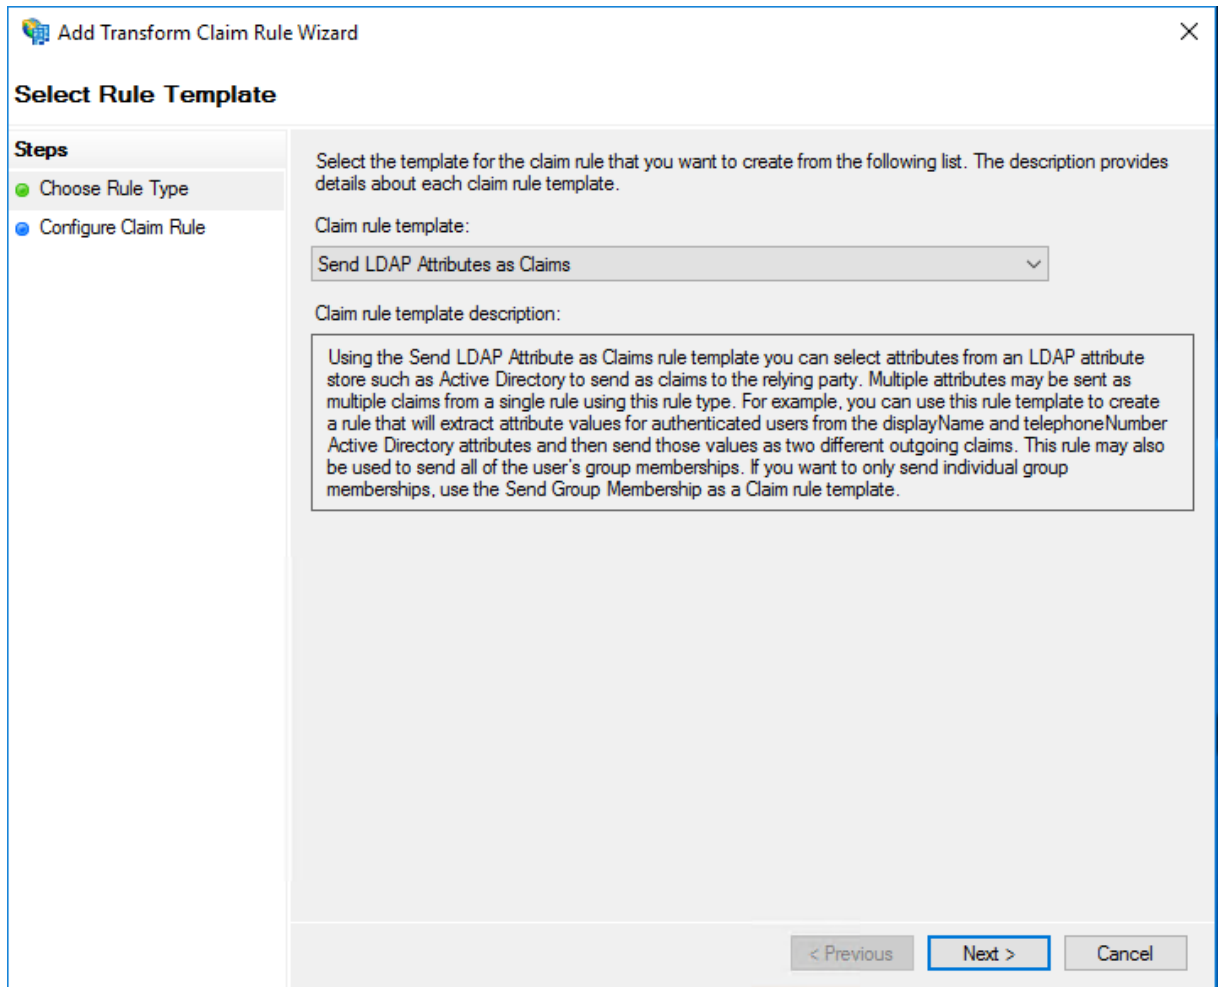 Add Transform Claim Rule Wizard
Select Rule Template
Steps
Choose Rule Type
Configure Claim Rule
Select the template for the claim rule that you want to create from the following list. The description provides
details about each claim rule template.
Claim rule template:
Send LDAP Attributes as Claims
Claim rule template description:
Using the Send LDAP Attribute as Claims rule template you can select attributes from an LDAP attribute
store such as Active Directory to send as claims to the relying party. Multiple attributes may be sent as
multiple claims from a single rule using this rule type. For example, you can use this rule template to create
a rule that will extract attribute values for authenticated users from the displayName and telephoneNumber
Active Directory attributes and then send those values as two different outgoing claims. This rule may also
be used to send all of the user's group memberships. If you want to only send individual group
memberships, use the Send Group Membership as a Claim rule template.
< Previous
Next >
Cancel